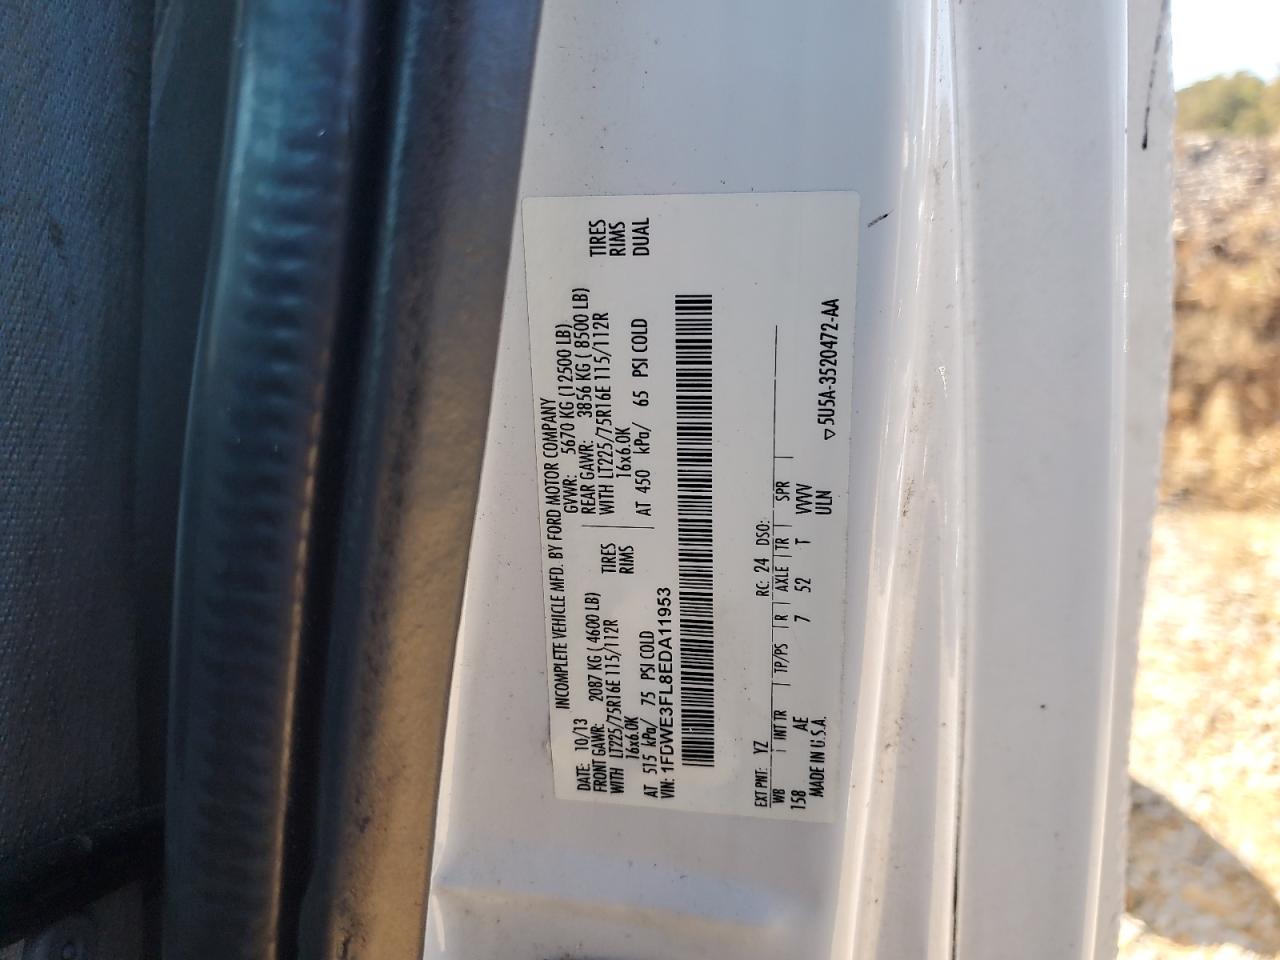 INCOMPLETE VEHICLE MFD. BY FORD MOTOR COMPANY
DATE: 10/13 GVWR: 5670 KG (12500 LB)
FRONT GAWR: 2087 KG ( 4600 LB) REAR GAWR: 3856 KG ( 8500 LB)
WITH LT225/75R16E 115/112R TIRES WITH LT225/75R16E 115/112R TIRES
16x6.0K RIMS 16x6.0K RIMS
AT 515 kPa/ 75 PSI COLD AT 450 kPa/ 65 PSI COLD DUAL
VIN: 1FDWE3FL8EDA11953
EXT PNT: YZ RC: 24 DSO:
WB INT TR TP/PS R AXLE TR SPR
158 AE 7 52 T VVVV
MADE IN U.S.A. ULN
▽5U5A-3520472-AA